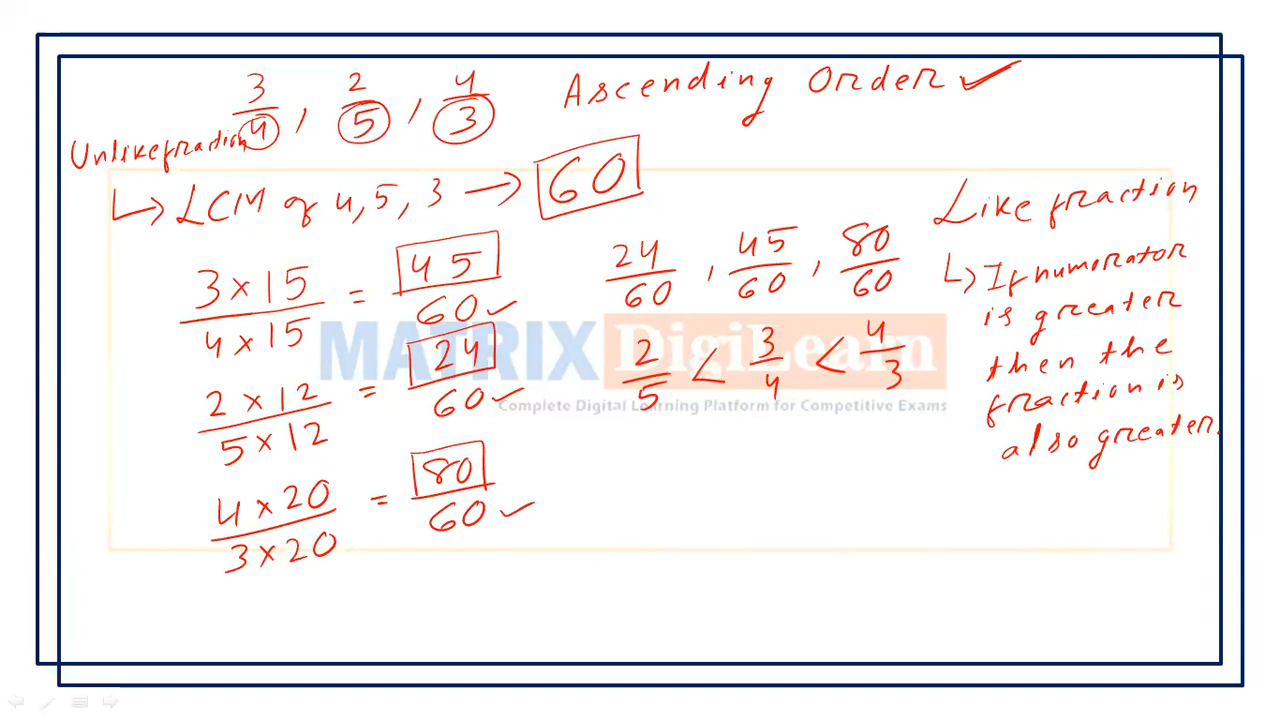 3/4, 2/5, 4/3 Ascending Order ✓
Unlike fraction
↳ LCM of 4, 5, 3 → 60
3 × 15 / 4 × 15 = 45/60 ✓
2 × 12 / 5 × 12 = 24/60 ✓
4 × 20 / 3 × 20 = 80/60 ✓
24/60, 45/60, 80/60
2/5 < 3/4 < 4/3
Like fraction
↳ If numerator
is greater
then the
fraction is
also greater.
MATRIX DigiLearn
Complete Digital Learning Platform for Competitive Exams